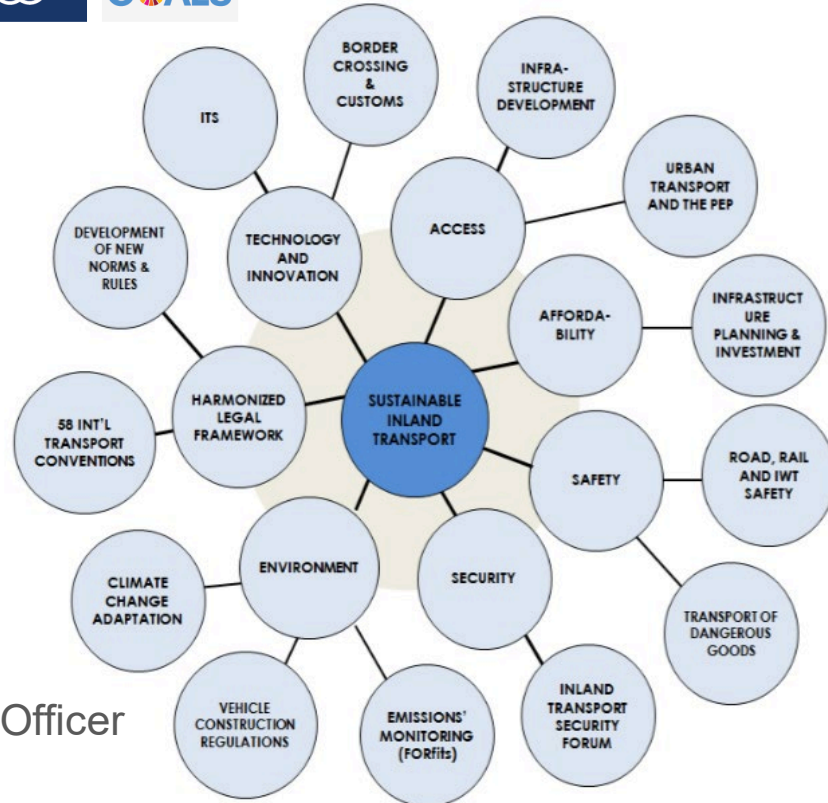 GOALS
BORDER
CROSSING
&
CUSTOMS
INFRA-
STRUCTURE
DEVELOPMENT
ITS
URBAN
TRANSPORT
AND THE PEP
DEVELOPMENT
OF NEW
NORMS &
RULES
TECHNOLOGY
AND
INNOVATION
ACCESS
AFFORDA-
BILITY
INFRASTRUCT
URE
PLANNING &
INVESTMENT
HARMONIZED
LEGAL
FRAMEWORK
SUSTAINABLE
INLAND
TRANSPORT
58 INT'L
TRANSPORT
CONVENTIONS
SAFETY
ROAD, RAIL
AND IWT
SAFETY
ENVIRONMENT
SECURITY
CLIMATE
CHANGE
ADAPTATION
TRANSPORT OF
DANGEROUS
GOODS
Officer
VEHICLE
CONSTRUCTION
REGULATIONS
EMISSIONS'
MONITORING
(FORfits)
INLAND
TRANSPORT
SECURITY
FORUM